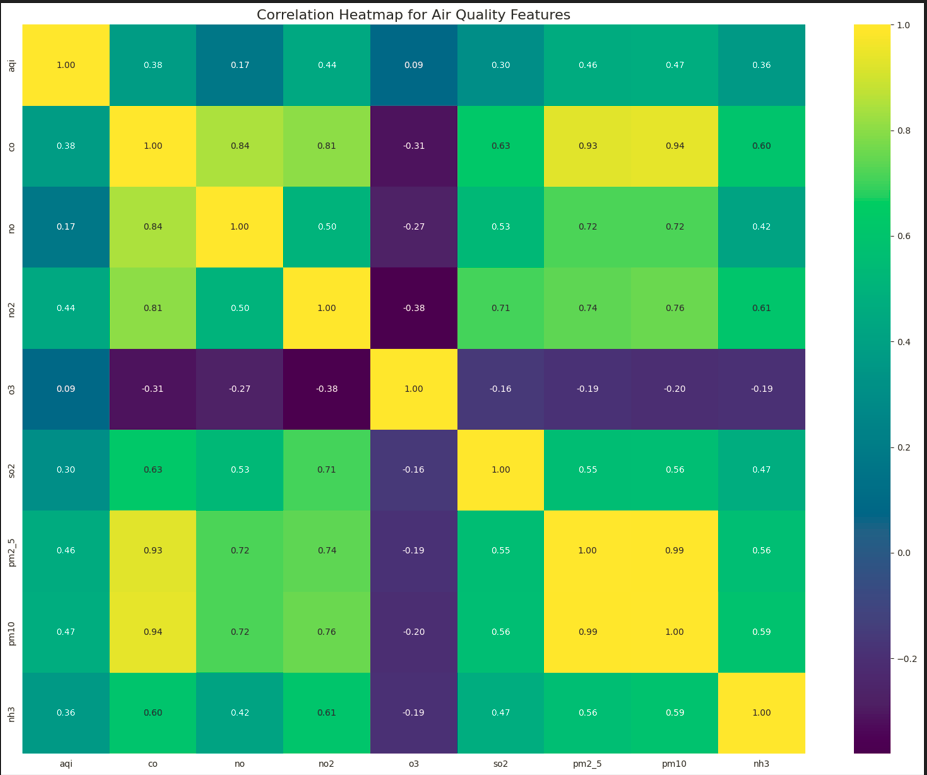 Correlation Heatmap for Air Quality Features
aqi 1.00 0.38 0.17 0.44 0.09 0.30 0.46 0.47 0.36
co 0.38 1.00 0.84 0.81 -0.31 0.63 0.93 0.94 0.60
no 0.17 0.84 1.00 0.50 -0.27 0.53 0.72 0.72 0.42
no2 0.44 0.81 0.50 1.00 -0.38 0.71 0.74 0.76 0.61
o3 0.09 -0.31 -0.27 -0.38 1.00 -0.16 -0.19 -0.20 -0.19
so2 0.30 0.63 0.53 0.71 -0.16 1.00 0.55 0.56 0.47
pm2_5 0.46 0.93 0.72 0.74 -0.19 0.55 1.00 0.99 0.56
pm10 0.47 0.94 0.72 0.76 -0.20 0.56 0.99 1.00 0.59
nh3 0.36 0.60 0.42 0.61 -0.19 0.47 0.56 0.59 1.00
aqi co no no2 o3 so2 pm2_5 pm10 nh3
1.0
0.8
0.6
0.4
0.2
0.0
−0.2